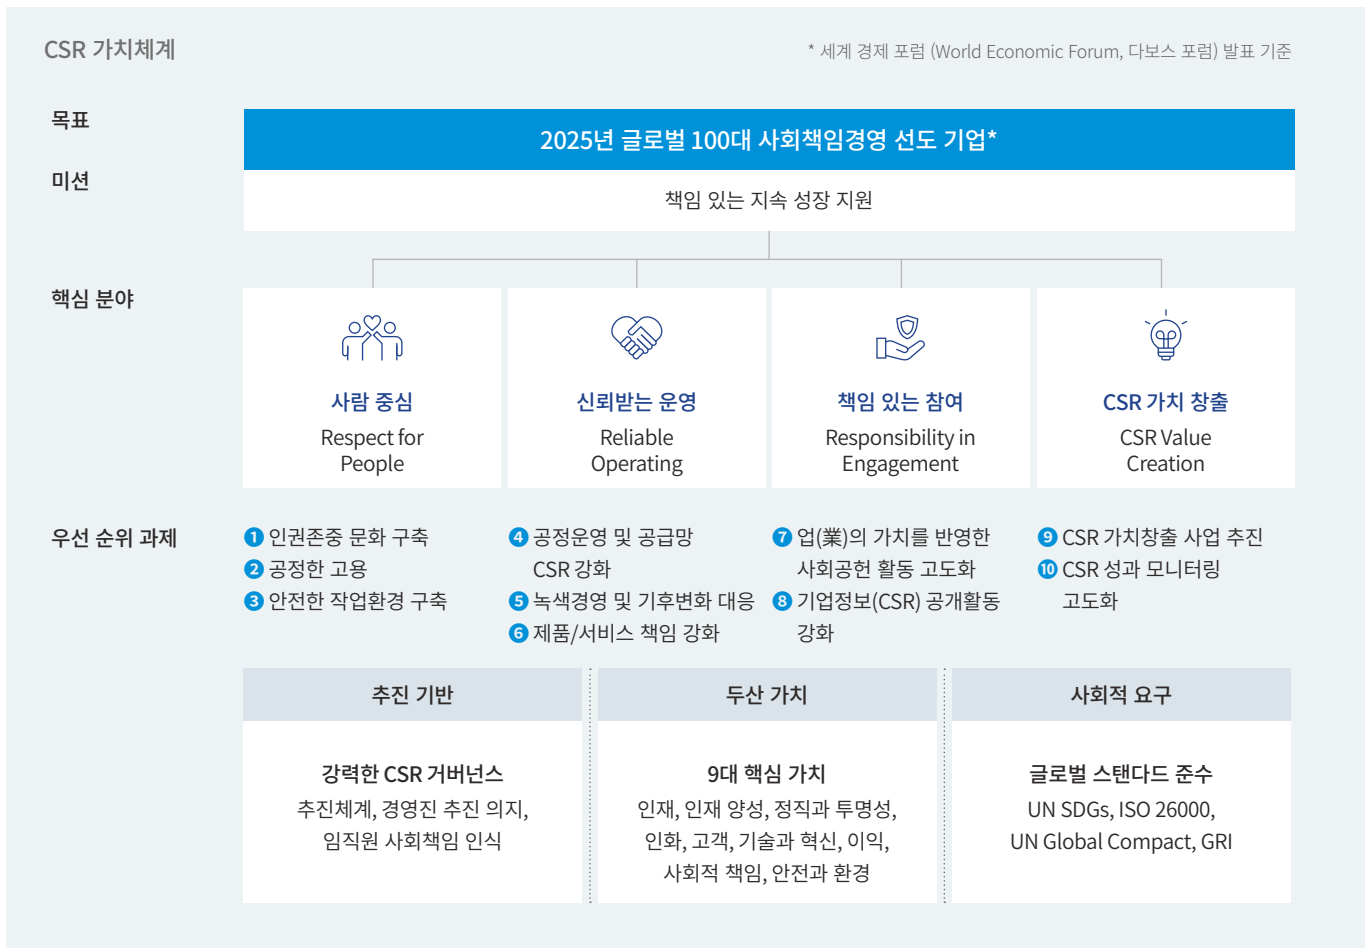 CSR 가치체계
* 세계 경제 포럼 (World Economic Forum, 다보스 포럼) 발표 기준
목표
2025년 글로벌 100대 사회책임경영 선도 기업*
미션
책임 있는 지속 성장 지원
핵심 분야
사람 중심
Respect for
People
신뢰받는 운영
Reliable
Operating
책임 있는 참여
Responsibility in
Engagement
CSR 가치 창출
CSR Value
Creation
우선 순위 과제
1 인권존중 문화 구축
2 공정한 고용
3 안전한 작업환경 구축
4 공정운영 및 공급망
CSR 강화
5 녹색경영 및 기후변화 대응
6 제품/서비스 책임 강화
7 업(業)의 가치를 반영한
사회공헌 활동 고도화
8 기업정보(CSR) 공개활동
강화
9 CSR 가치창출 사업 추진
10 CSR 성과 모니터링
고도화
추진 기반
강력한 CSR 거버넌스
추진체계, 경영진 추진 의지,
임직원 사회책임 인식
두산 가치
9대 핵심 가치
인재, 인재 양성, 정직과 투명성,
인화, 고객, 기술과 혁신, 이익,
사회적 책임, 안전과 환경
사회적 요구
글로벌 스탠다드 준수
UN SDGs, ISO 26000,
UN Global Compact, GRI